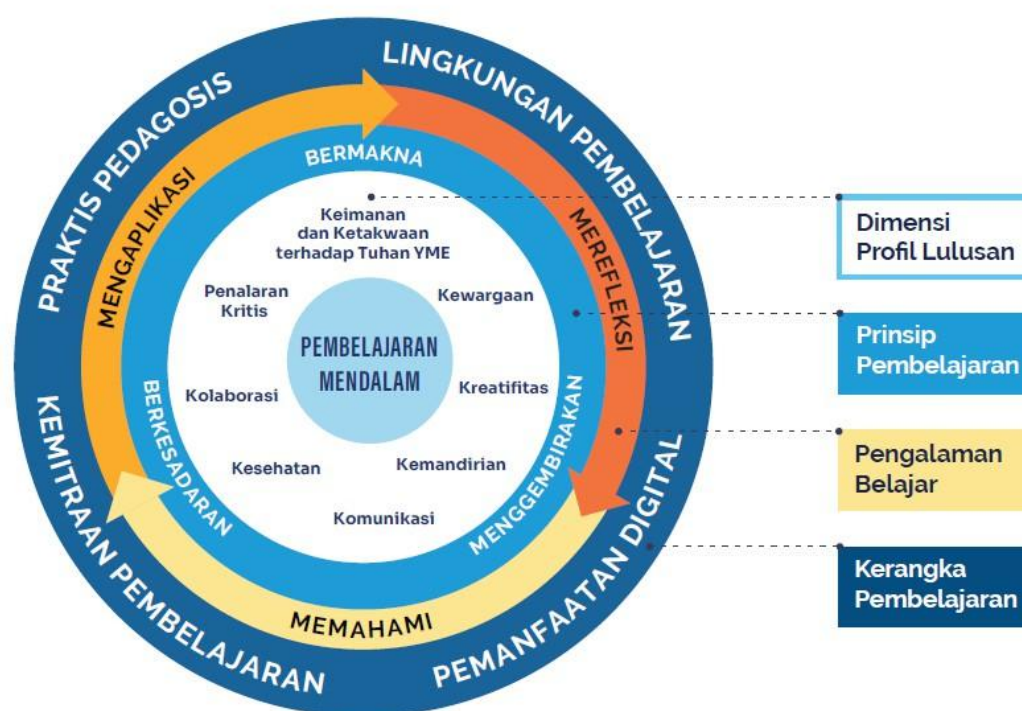 PRAKTIS PEDAGOGIS
LINGKUNGAN PEMBELAJARAN
KEMITRAAN PEMBELAJARAN
PEMANFAATAN DIGITAL
MENGAPLIKASI
MEREFLEKSI
MEMAHAMI
BERMAKNA
BERKESADARAN
MENGGEMBIRAKAN
Keimanan
dan Ketakwaan
terhadap Tuhan YME
Penalaran
Kritis
Kewargaan
Kolaborasi
Kreatifitas
Kesehatan
Kemandirian
Komunikasi
PEMBELAJARAN
MENDALAM
Dimensi
Profil Lulusan
Prinsip
Pembelajaran
Pengalaman
Belajar
Kerangka
Pembelajaran